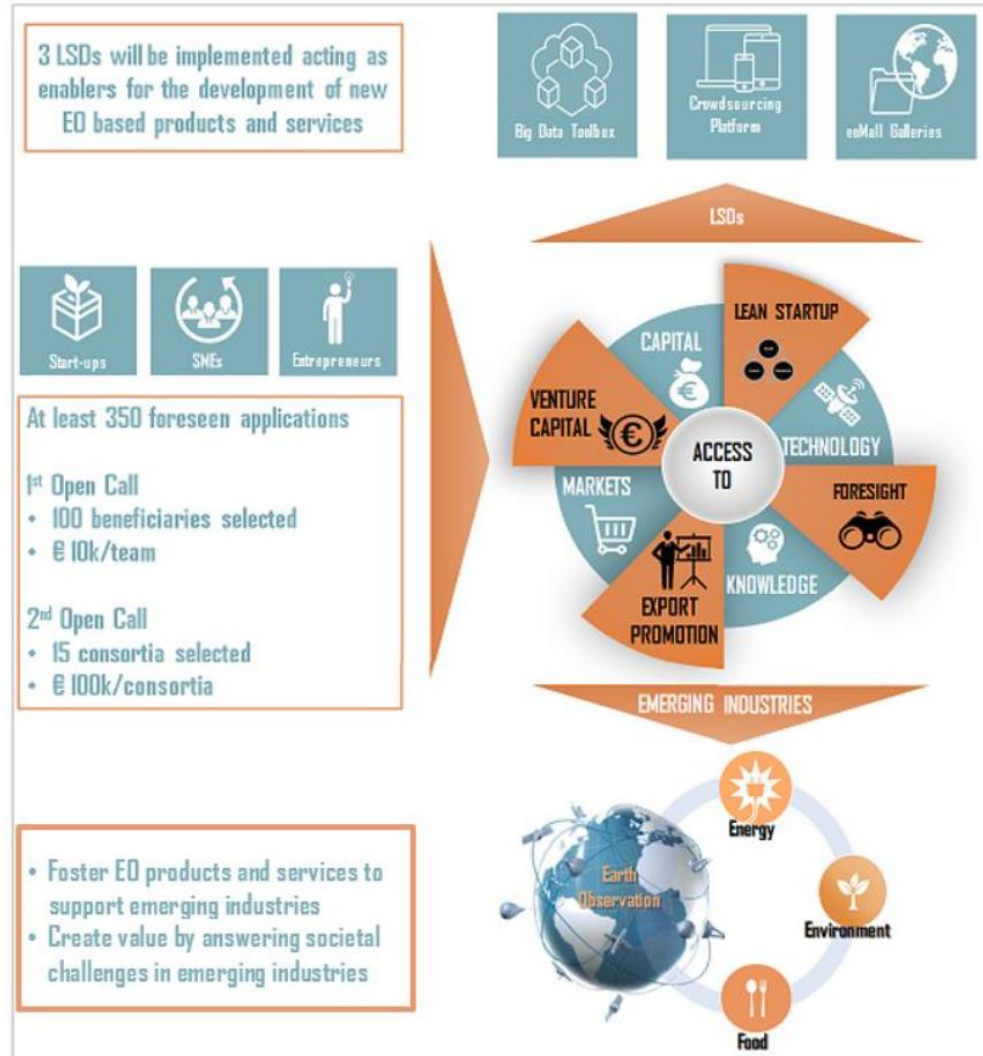 3 LSDs will be implemented acting as
enablers for the development of new
EO based products and services
Big Data Toolbox
Crowdsourcing
Platform
eoMall Galleries
LSDs
Start-ups
SMEs
Entrepreneurs
At least 350 foreseen applications
1st Open Call
• 100 beneficiaries selected
• € 10k/team
2nd Open Call
• 15 consortia selected
• € 100k/consortia
CAPITAL
LEAN STARTUP
VENTURE
CAPITAL
TECHNOLOGY
ACCESS
TO
MARKETS
FORESIGHT
KNOWLEDGE
EXPORT
PROMOTION
EMERGING INDUSTRIES
• Foster EO products and services to
support emerging industries
• Create value by answering societal
challenges in emerging industries
Earth
Observation
Energy
Environment
Food